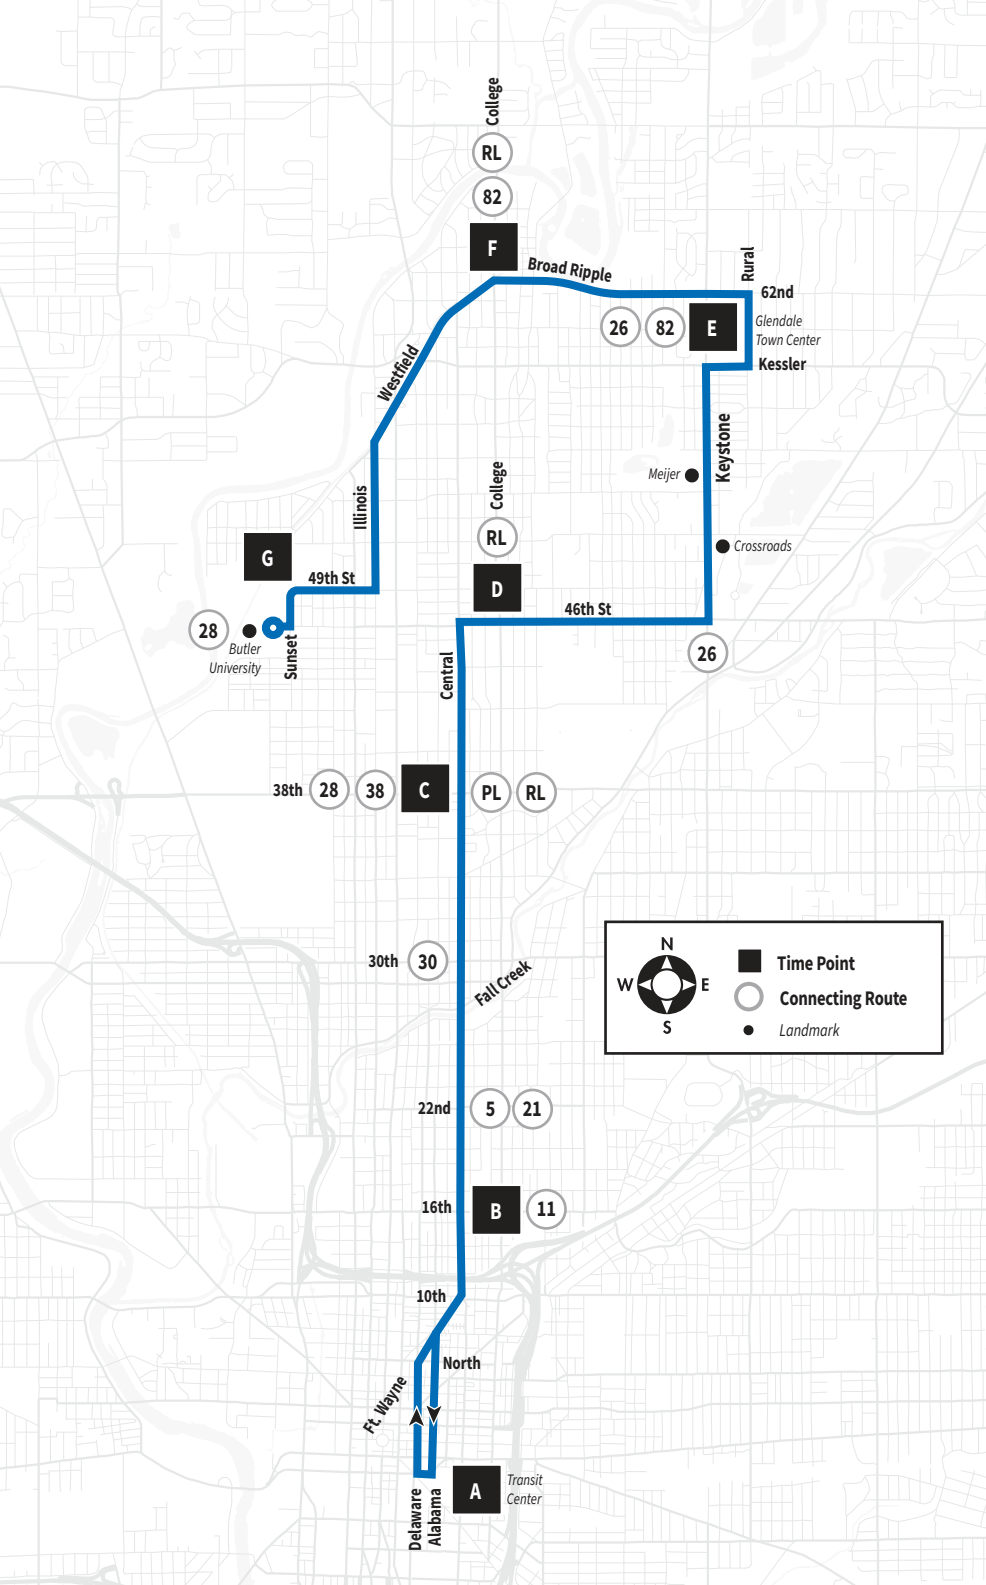 College
RL
82
F
Broad Ripple
Rural
62nd
26
82
E
Glendale
Town Center
Kessler
Westfield
Keystone
Meijer
College
Illinois
RL
Crossroads
G
49th St
D
46th St
28
Butler
University
Sunset
Central
26
38th
28
38
C
PL
RL
30th
30
Fall Creek
N
W
E
S
Time Point
Connecting Route
Landmark
22nd
5
21
16th
B
11
10th
North
Ft. Wayne
A
Transit
Center
Delaware
Alabama